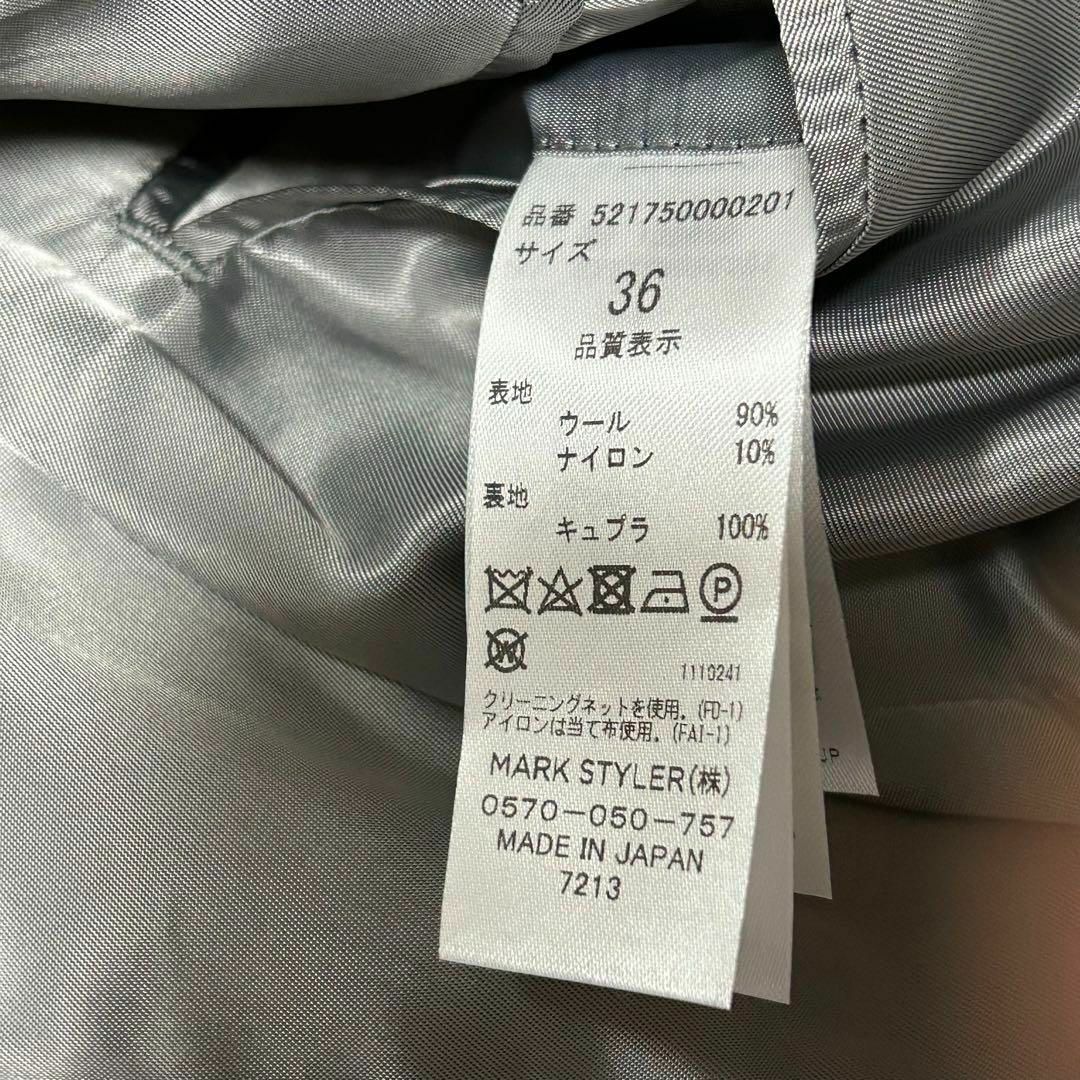 品番 521750000201
サイズ
36
品質表示
表地
ウール 90%
ナイロン 10%
裏地
キュプラ 100%
P
W
1110241
クリーニングネットを使用. (FD-1)
アイロンは当て布使用. (FAI-1)
MARK STYLER(株)
0570-050-757
MADE IN JAPAN
7213
JP